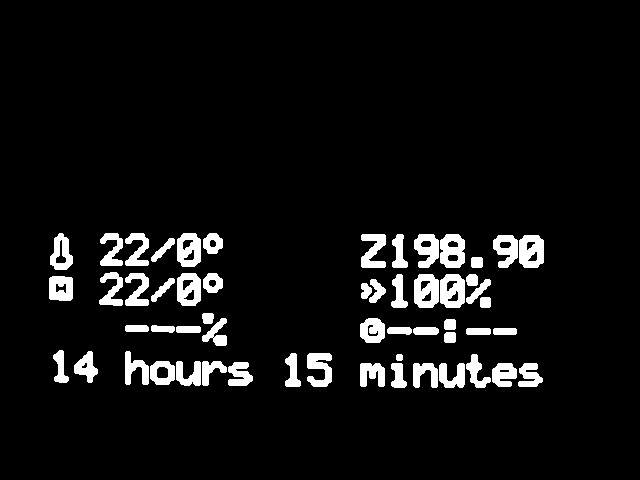 22/0° Z198.90
22/0° »100%
---% --:--
14 hours 15 minutes